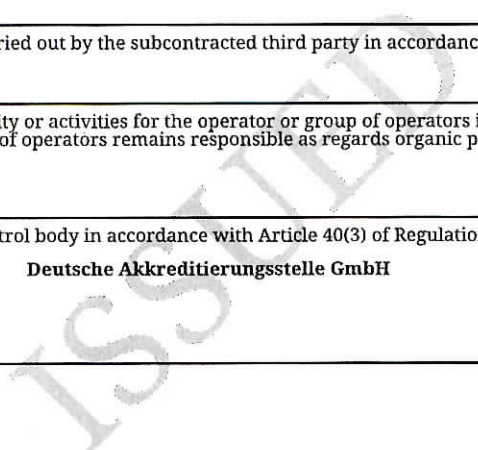 ried out by the subcontracted third party in accordanc
ity or activities for the operator or group of operators i
of operators remains responsible as regards organic p
trol body in accordance with Article 40(3) of Regulatio
Deutsche Akkreditierungsstelle GmbH
ISSUED